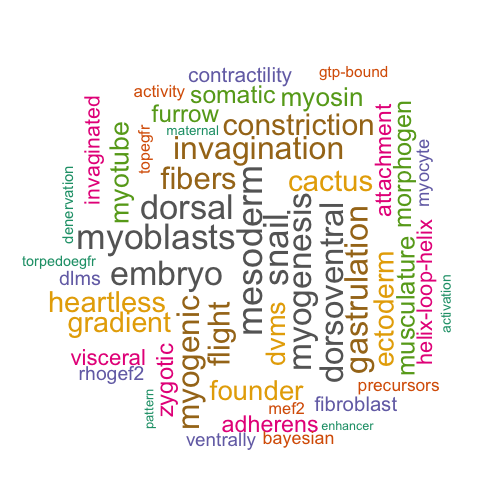 contractility
gtp-bound
activity
somatic
myosin
furrow
maternal
constriction
invaginated
myotube
topegfr
invagination
attachment
morphogen
myocyte
fibers
cactus
denervation
dorsal
mesoderm
snail
myogenesis
dorsoventral
gastrulation
ectoderm
musculature
helix-loop-helix
myoblasts
torpedoegfr
dlms
embryo
activation
heartless
gradient
myogenic
flight
dvms
visceral
rhogef2
zygotic
founder
precursors
pattern
mef2
fibroblast
adherens
enhancer
ventrally
bayesian